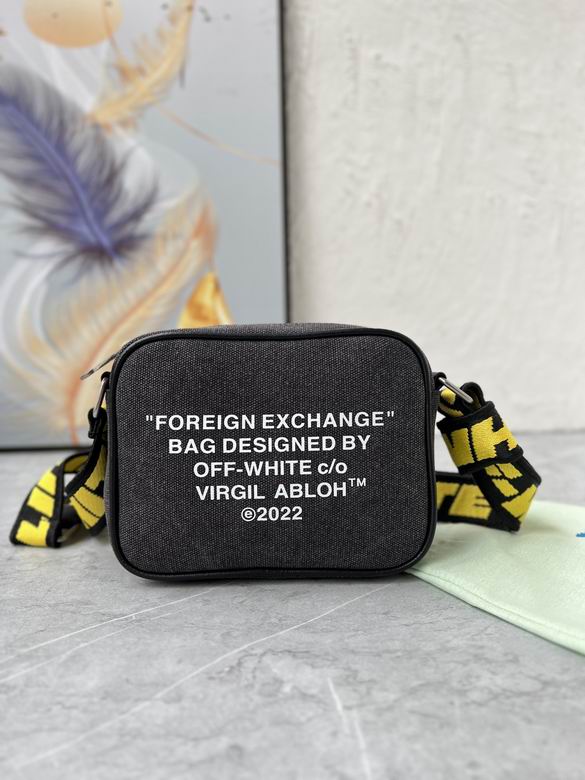 "FOREIGN EXCHANGE"
BAG DESIGNED BY
OFF-WHITE c/o
VIRGIL ABLOH™
©2022